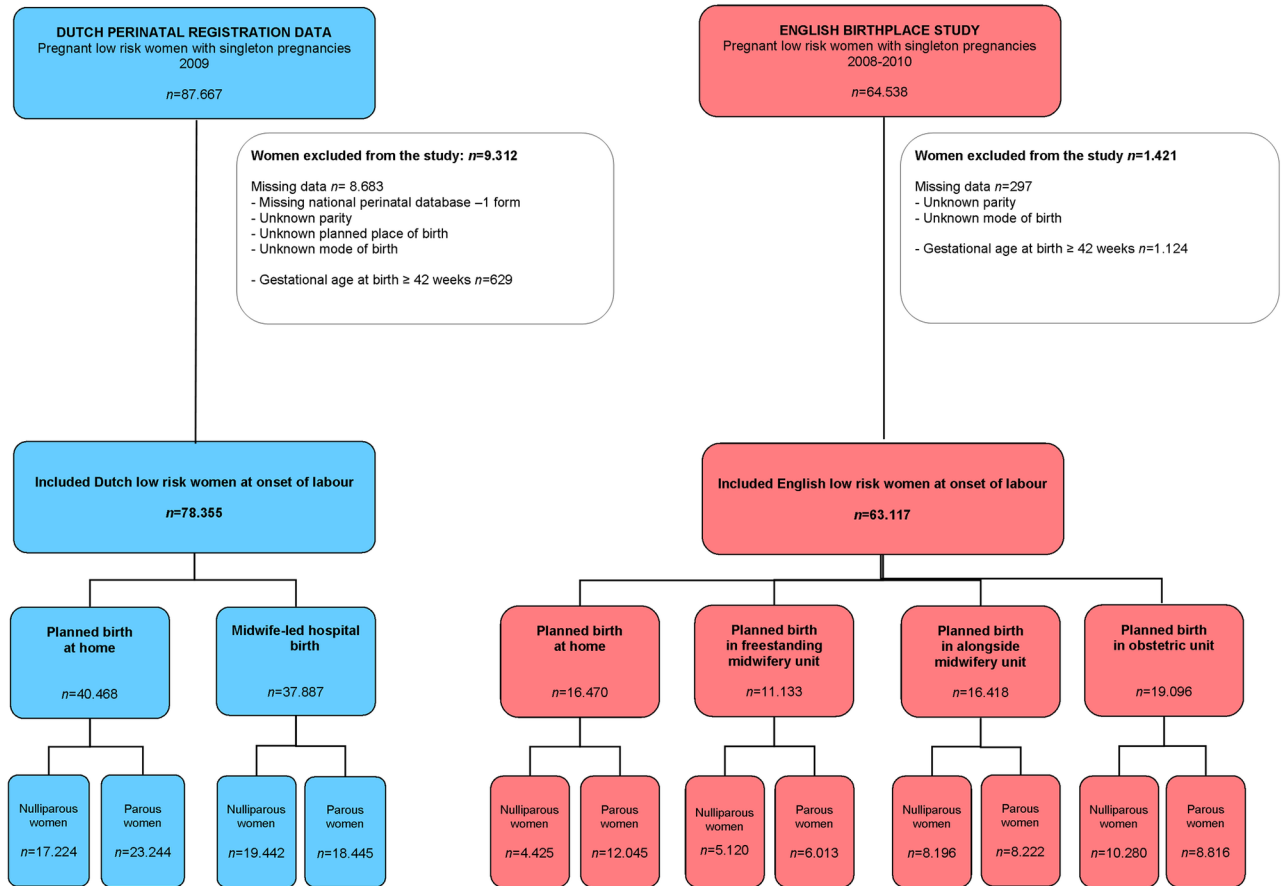 DUTCH PERINATAL REGISTRATION DATA
Pregnant low risk women with singleton pregnancies
2009
n=87.667
ENGLISH BIRTHPLACE STUDY
Pregnant low risk women with singleton pregnancies
2008-2010
n=64.538
Women excluded from the study: n=9.312
Missing data n= 8.683
- Missing national perinatal database –1 form
- Unknown parity
- Unknown planned place of birth
- Unknown mode of birth
- Gestational age at birth ≥ 42 weeks n=629
Women excluded from the study n=1.421
Missing data n=297
- Unknown parity
- Unknown mode of birth
- Gestational age at birth ≥ 42 weeks n=1.124
Included Dutch low risk women at onset of labour
n=78.355
Included English low risk women at onset of labour
n=63.117
Planned birth
at home
n=40.468
Midwife-led hospital
birth
n=37.887
Planned birth
at home
n=16.470
Planned birth
in freestanding
midwifery unit
n=11.133
Planned birth
in alongside
midwifery unit
n=16.418
Planned birth
in obstetric unit
n=19.096
Nulliparous
women
n=17.224
Parous
women
n=23.244
Nulliparous
women
n=19.442
Parous
women
n=18.445
Nulliparous
women
n=4.425
Parous
women
n=12.045
Nulliparous
women
n=5.120
Parous
women
n=6.013
Nulliparous
women
n=8.196
Parous
women
n=8.222
Nulliparous
women
n=10.280
Parous
women
n=8.816